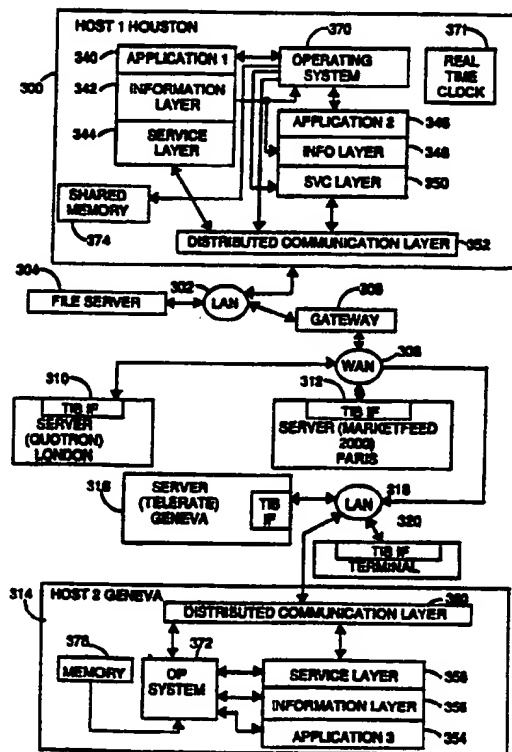 HOST 1 HOUSTON
370
371
340
APPLICATION 1
OPERATING
SYSTEM
REAL
TIME
CLOCK
300
342
INFORMATION
LAYER
344
SERVICE
LAYER
APPLICATION 2
346
INFO LAYER
348
SVC LAYER
350
SHARED
MEMORY
374
DISTRIBUTED COMMUNICATION LAYER
352
304
302
FILE SERVER
LAN
GATEWAY
WAN
310
312
TIB IF
SERVER
(QUOTRON)
LONDON
TIB IF
SERVER (MARKETFEED
2000)
PARIS
316
SERVER
(TELERATE)
GENEVA
TIB
IF
LAN
318
320
TIB IF
TERMINAL
314
HOST 2 GENEVA
DISTRIBUTED COMMUNICATION LAYER
360
372
MEMORY
OP
SYSTEM
SERVICE LAYER
358
INFORMATION LAYER
356
APPLICATION 3
354